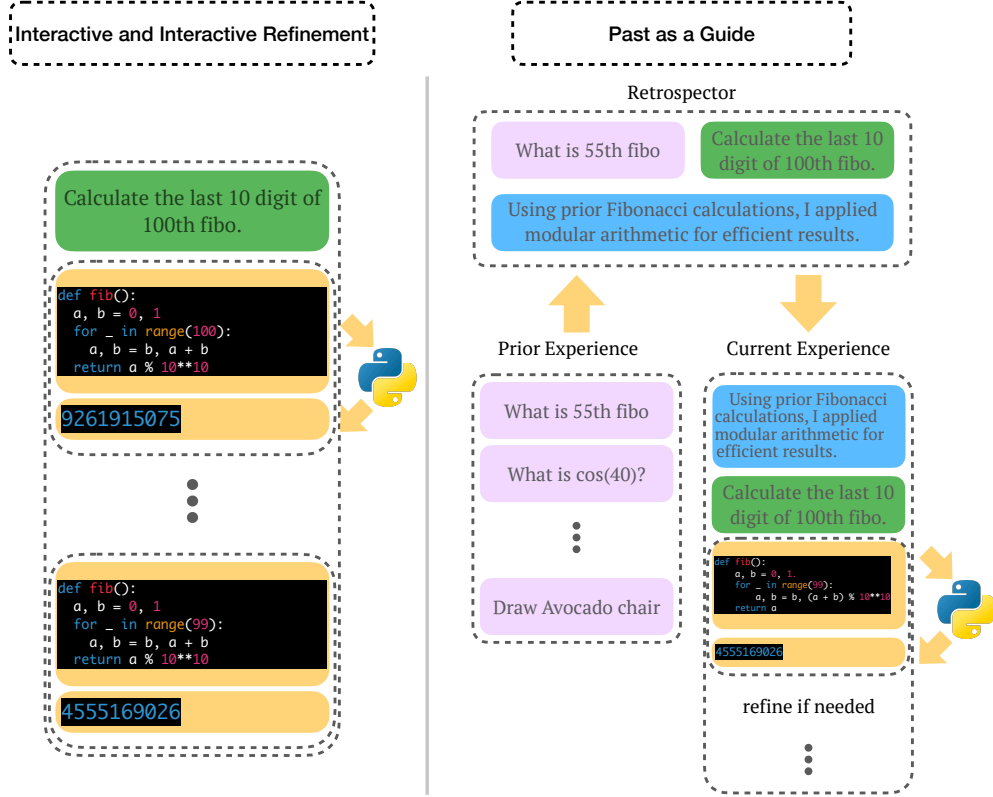 Interactive and Interactive Refinement
Calculate the last 10 digit of
100th fibo.
def fib():
a, b = 0, 1
for _ in range(100):
a, b = b, a + b
return a % 10**10
9261915075
def fib():
a, b = 0, 1
for _ in range(99):
a, b = b, a + b
return a % 10**10
4555169026
Past as a Guide
Retrospector
What is 55th fibo
Calculate the last 10
digit of 100th fibo.
Using prior Fibonacci calculations, I applied
modular arithmetic for efficient results.
Prior Experience
What is 55th fibo
What is cos(40)?
Draw Avocado chair
Current Experience
Using prior Fibonacci
calculations, I applied
modular arithmetic for
efficient results.
Calculate the last 10
digit of 100th fibo.
def fib():
a, b = 0, 1.
for _ in range(99):
a, b = b, (a + b) % 10**10
return a
4555169026
refine if needed